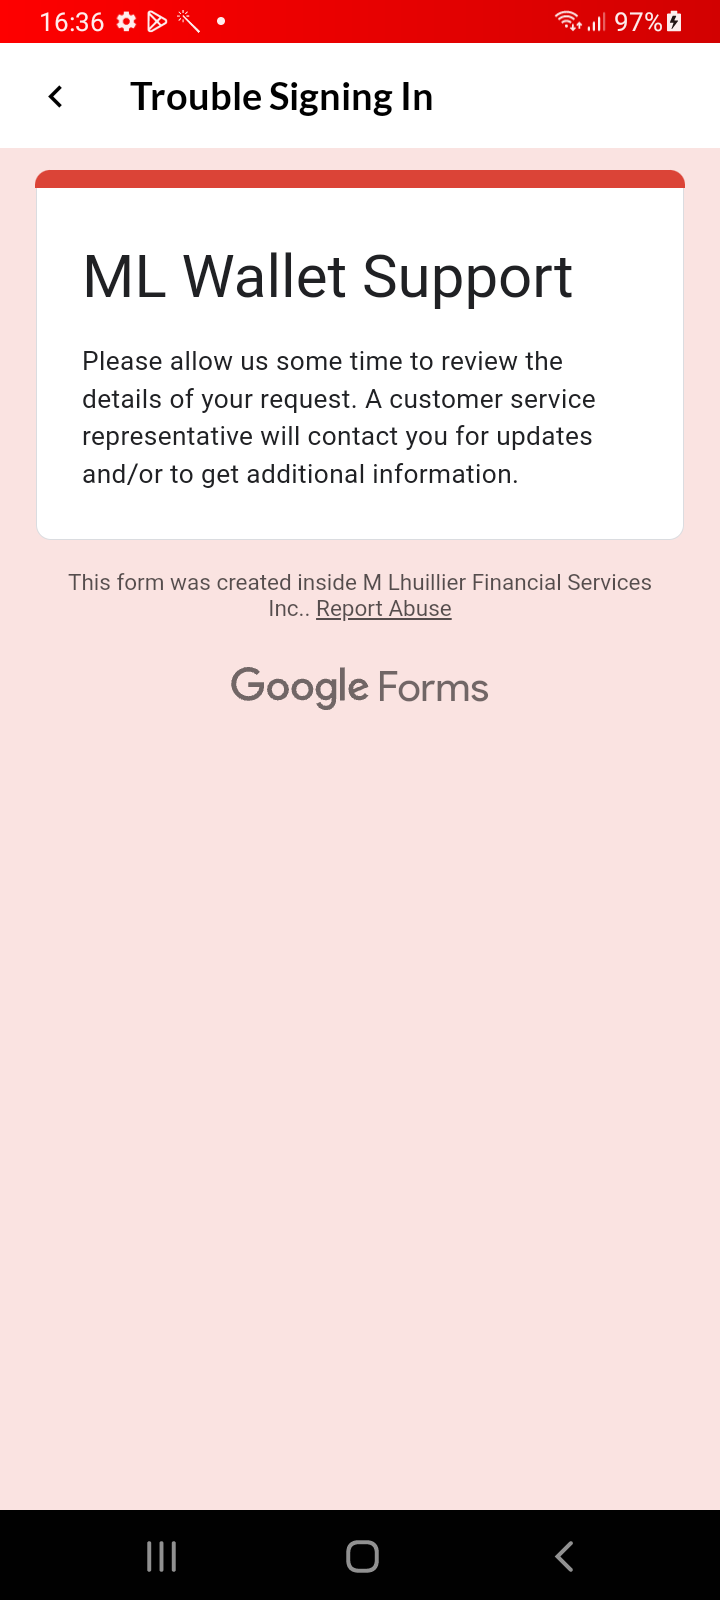 16:36
97%
Trouble Signing In
ML Wallet Support
Please allow us some time to review the
details of your request. A customer service
representative will contact you for updates
and/or to get additional information.
This form was created inside M Lhuillier Financial Services
Inc.. Report Abuse
Google Forms